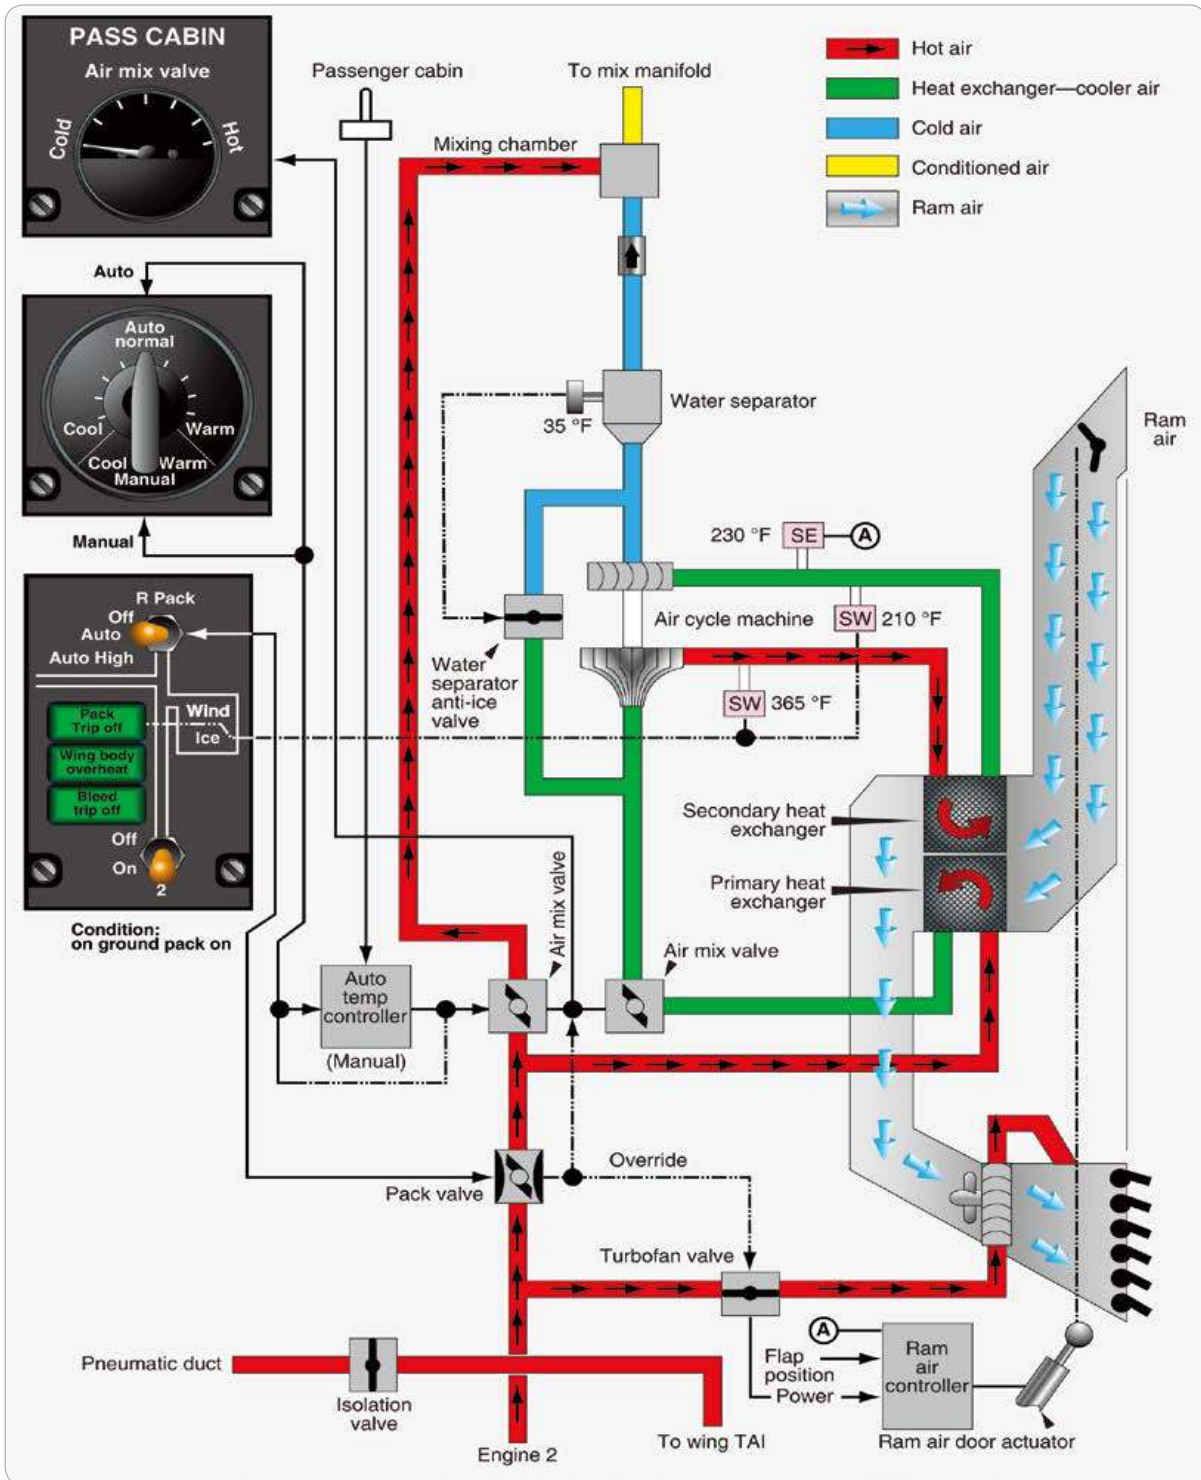 PASS CABIN
Air mix valve
Cold
Hot
Auto
Auto
normal
Cool
Warm
Cool
Warm
Manual
Manual
R Pack
Off
Auto
Auto High
Wind
Ice
Pack
Trip off
Wing body
overheat
Bleed
trip off
Off
On
2
Condition:
on ground pack on
Passenger cabin
To mix manifold
Mixing chamber
Hot air
Heat exchanger—cooler air
Cold air
Conditioned air
Ram air
Water separator
35 °F
Ram
air
230 °F
SE
A
Air cycle machine
SW
210 °F
Water
separator
anti-ice
valve
SW
365 °F
Secondary heat
exchanger
Primary heat
exchanger
Air mix valve
Air mix valve
Auto
temp
controller
(Manual)
Pack valve
Override
Turbofan valve
Pneumatic duct
Isolation
valve
Engine 2
To wing TAI
A
Flap
position
Power
Ram
air
controller
Ram air door actuator